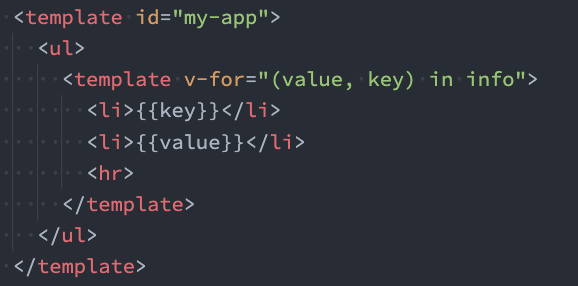 <template id="my-app">
<ul>
<template v-for="(value, key) in info">
<li>{{key}}</li>
<li>{{value}}</li>
<hr>
</template>
</ul>
</template>